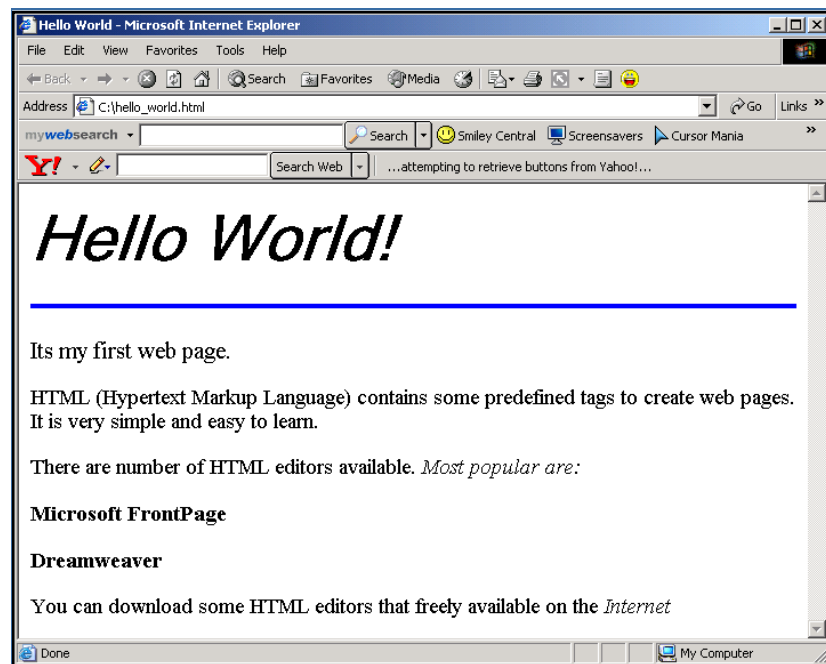 Hello World - Microsoft Internet Explorer
File Edit View Favorites Tools Help
Back Search Favorites Media
Address C:\hello_world.html Go Links »
mywebsearch Search Smiley Central Screensavers Cursor Mania »
Y! Search Web ...attempting to retrieve buttons from Yahoo!...
Hello World!
Its my first web page.
HTML (Hypertext Markup Language) contains some predefined tags to create web pages.
It is very simple and easy to learn.
There are number of HTML editors available. Most popular are:
Microsoft FrontPage
Dreamweaver
You can download some HTML editors that freely available on the Internet
Done My Computer